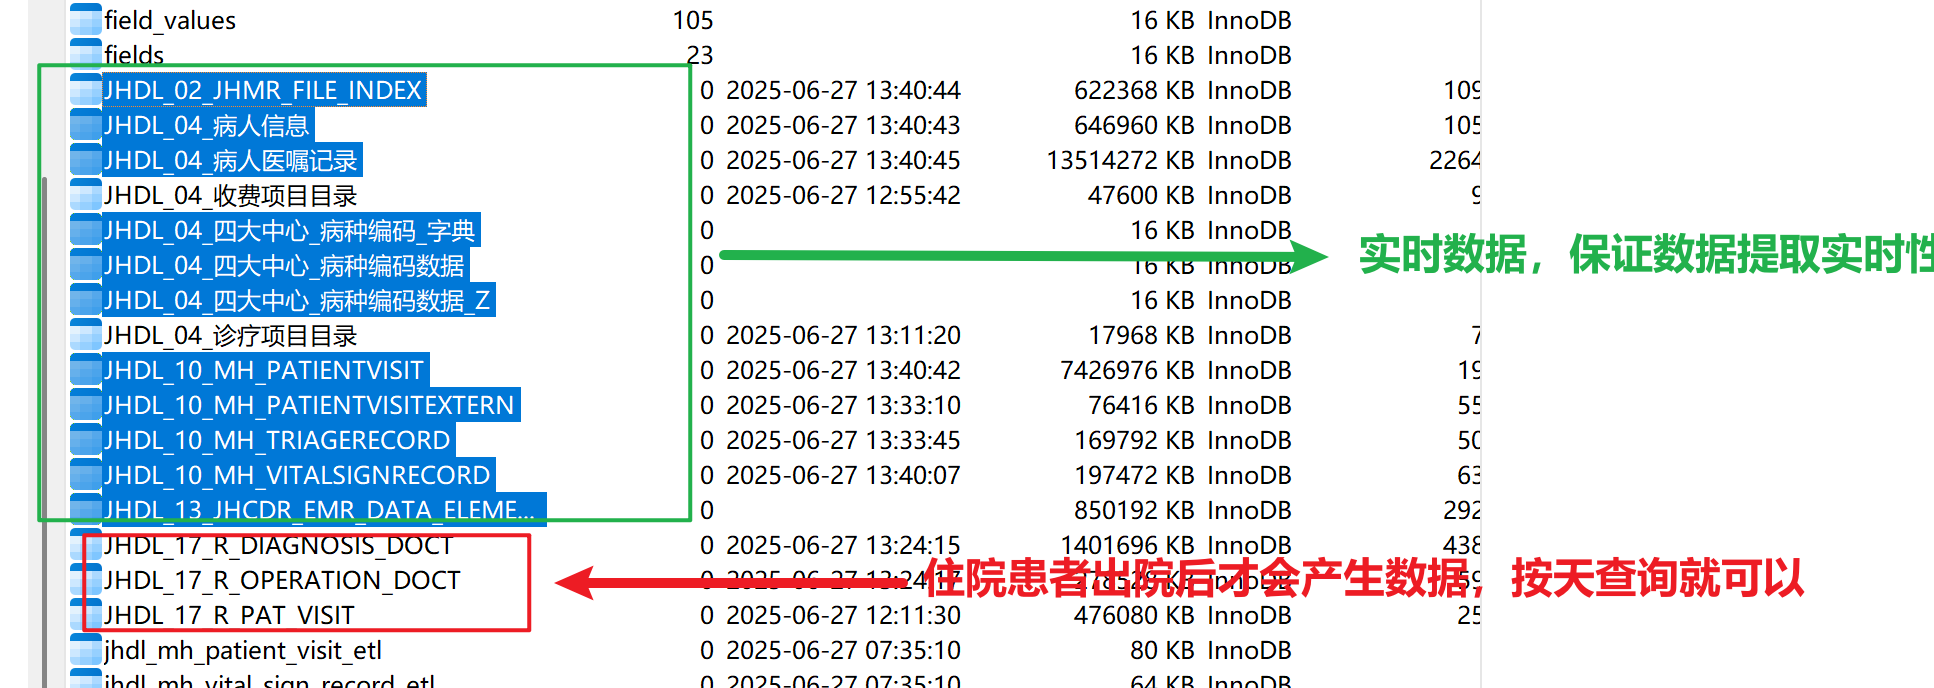 field_values 105 16 KB InnoDB
fields 23 16 KB InnoDB
JHDL_02_JHMR_FILE_INDEX 0 2025-06-27 13:40:44 622368 KB InnoDB 109
JHDL_04_病人信息 0 2025-06-27 13:40:43 646960 KB InnoDB 105
JHDL_04_病人医嘱记录 0 2025-06-27 13:40:45 13514272 KB InnoDB 2264
JHDL_04_收费项目目录 0 2025-06-27 12:55:42 47600 KB InnoDB 9
JHDL_04_四大中心_病种编码_字典 0 16 KB InnoDB
实时数据，保证数据提取实时性
JHDL_04_四大中心_病种编码数据 0 16 KB InnoDB
JHDL_04_四大中心_病种编码数据_Z 0 16 KB InnoDB
JHDL_04_诊疗项目目录 0 2025-06-27 13:11:20 17968 KB InnoDB 7
JHDL_10_MH_PATIENTVISIT 0 2025-06-27 13:40:42 7426976 KB InnoDB 19
JHDL_10_MH_PATIENTVISITEXTERN 0 2025-06-27 13:33:10 76416 KB InnoDB 55
JHDL_10_MH_TRIAGERECORD 0 2025-06-27 13:33:45 169792 KB InnoDB 50
JHDL_10_MH_VITALSIGNRECORD 0 2025-06-27 13:40:07 197472 KB InnoDB 63
JHDL_13_JHCDR_EMR_DATA_ELEME... 0 850192 KB InnoDB 292
JHDL_17_R_DIAGNOSIS_DOCT 0 2025-06-27 13:24:15 1401696 KB InnoDB 438
JHDL_17_R_OPERATION_DOCT 0 2025-06-27 InnoDB
住院患者出院后才会产生数据，按天查询就可以
JHDL_17_R_PAT_VISIT 0 2025-06-27 12:11:30 476080 KB InnoDB 25
jhdl_mh_patient_visit_etl 0 2025-06-27 07:35:10 80 KB InnoDB
jhdl_mh_vital_sign_record_etl 0 2025-06-27 07:35:10 64 KB InnoDB